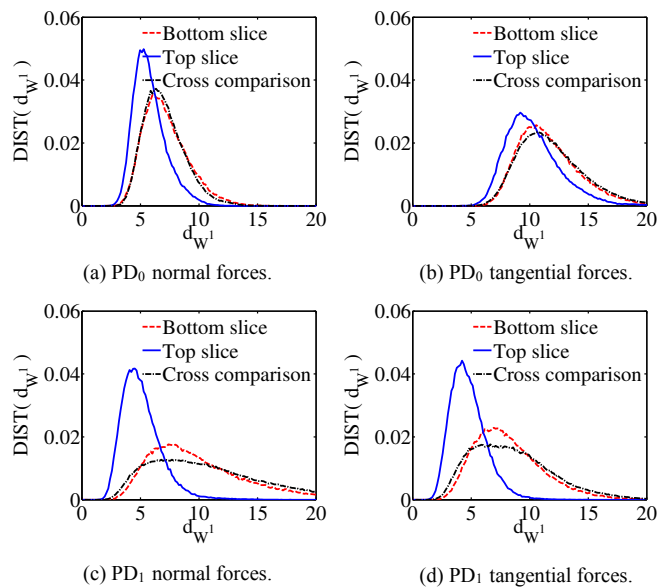 0.06
0.04
0.02
0
DIST( d_W^1 )
Bottom slice
Top slice
Cross comparison
0 5 10 15 20
d_W^1
(a) PD_0 normal forces.
0.06
0.04
0.02
0
DIST( d_W^1 )
Bottom slice
Top slice
Cross comparison
0 5 10 15 20
d_W^1
(b) PD_0 tangential forces.
0.06
0.04
0.02
0
DIST( d_W^1 )
Bottom slice
Top slice
Cross comparison
0 5 10 15 20
d_W^1
(c) PD_1 normal forces.
0.06
0.04
0.02
0
DIST( d_W^1 )
Bottom slice
Top slice
Cross comparison
0 5 10 15 20
d_W^1
(d) PD_1 tangential forces.